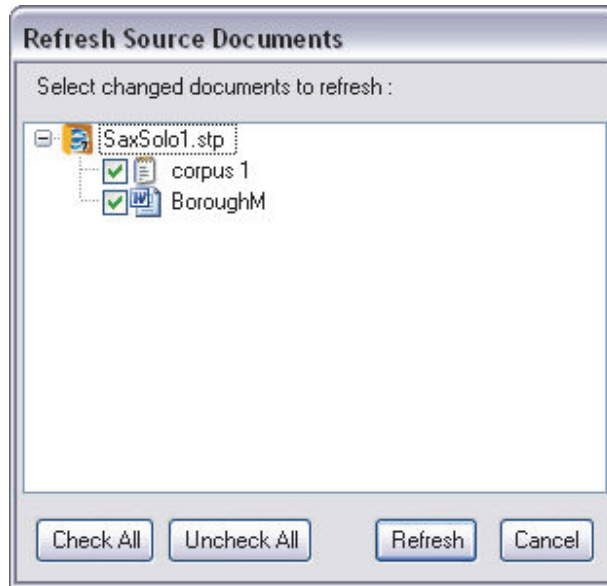 Refresh Source Documents
Select changed documents to refresh :
SaxSolo1.stp
corpus 1
BoroughM
Check All Uncheck All Refresh Cancel